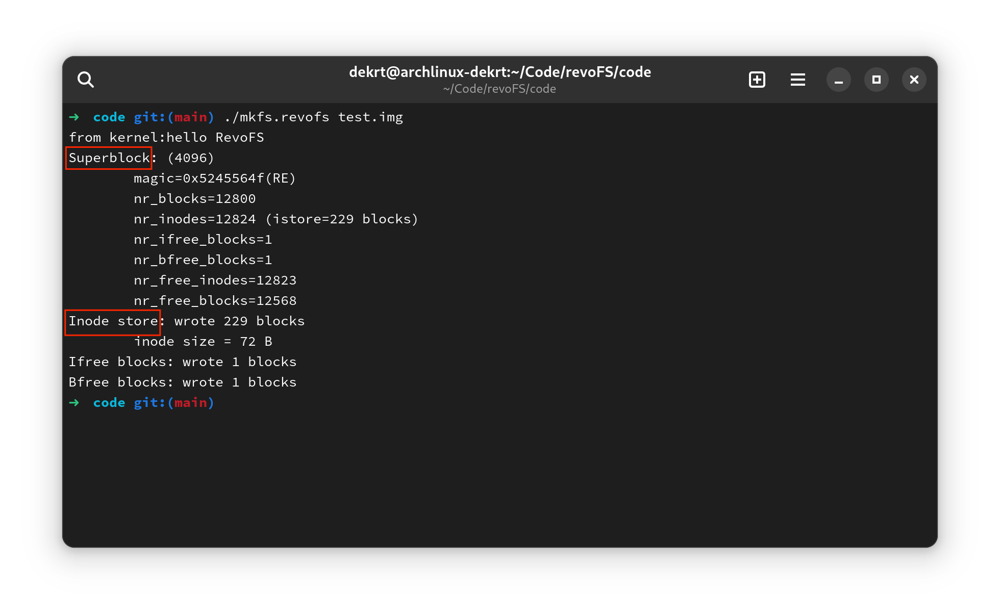 dekrt@archlinux-dekrt:~/Code/revoFS/code
~/Code/revoFS/code
➜  code git:(main) ./mkfs.revofs test.img
from kernel:hello RevoFS
Superblock: (4096)
        magic=0x5245564f(RE)
        nr_blocks=12800
        nr_inodes=12824 (istore=229 blocks)
        nr_ifree_blocks=1
        nr_bfree_blocks=1
        nr_free_inodes=12823
        nr_free_blocks=12568
Inode store: wrote 229 blocks
        inode size = 72 B
Ifree blocks: wrote 1 blocks
Bfree blocks: wrote 1 blocks
➜  code git:(main)